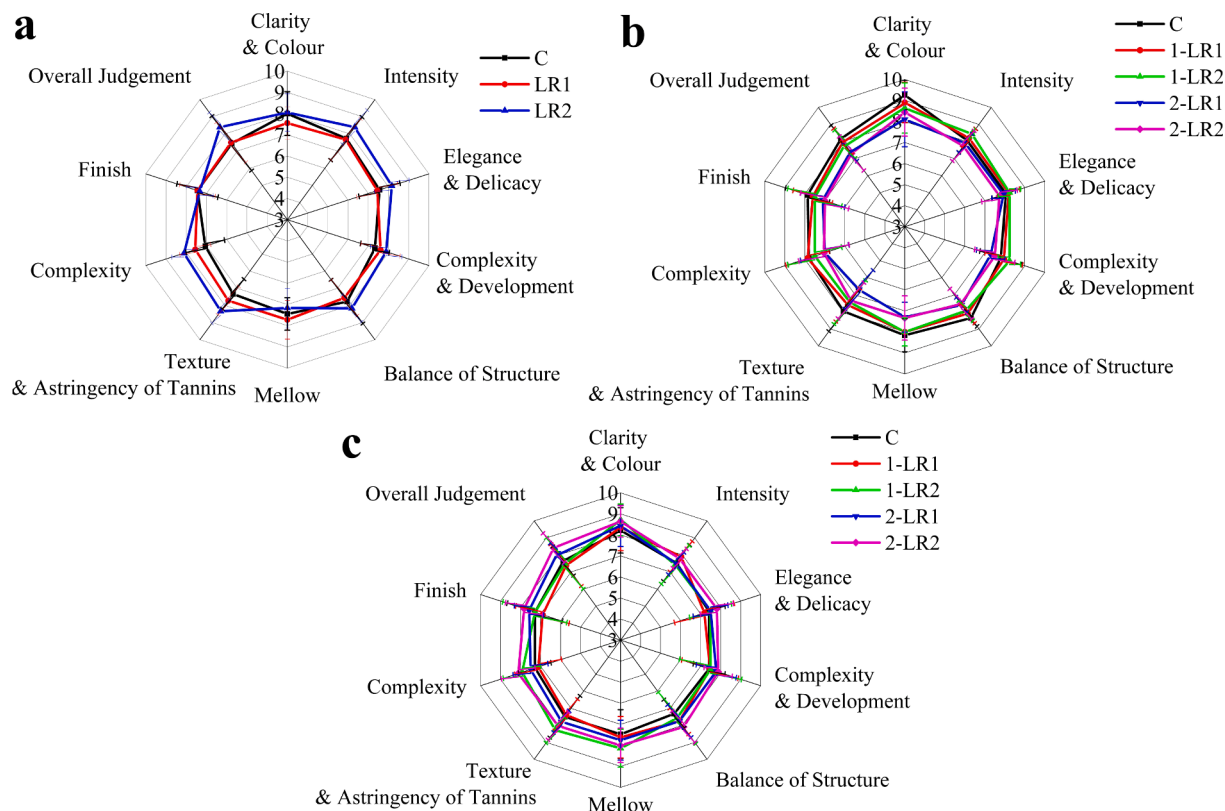 a
Clarity
& Colour
Intensity
Elegance
& Delicacy
Complexity
& Development
Balance of Structure
Mellow
Texture
& Astringency of Tannins
Complexity
Finish
Overall Judgement
10
9
8
7
6
5
4
3
C
LR1
LR2
b
Clarity
& Colour
Intensity
Elegance
& Delicacy
Complexity
& Development
Balance of Structure
Mellow
Texture
& Astringency of Tannins
Complexity
Finish
Overall Judgement
10
9
8
7
6
5
4
3
C
1-LR1
1-LR2
2-LR1
2-LR2
c
Clarity
& Colour
Intensity
Elegance
& Delicacy
Complexity
& Development
Balance of Structure
Mellow
Texture
& Astringency of Tannins
Complexity
Finish
Overall Judgement
10
9
8
7
6
5
4
3
C
1-LR1
1-LR2
2-LR1
2-LR2